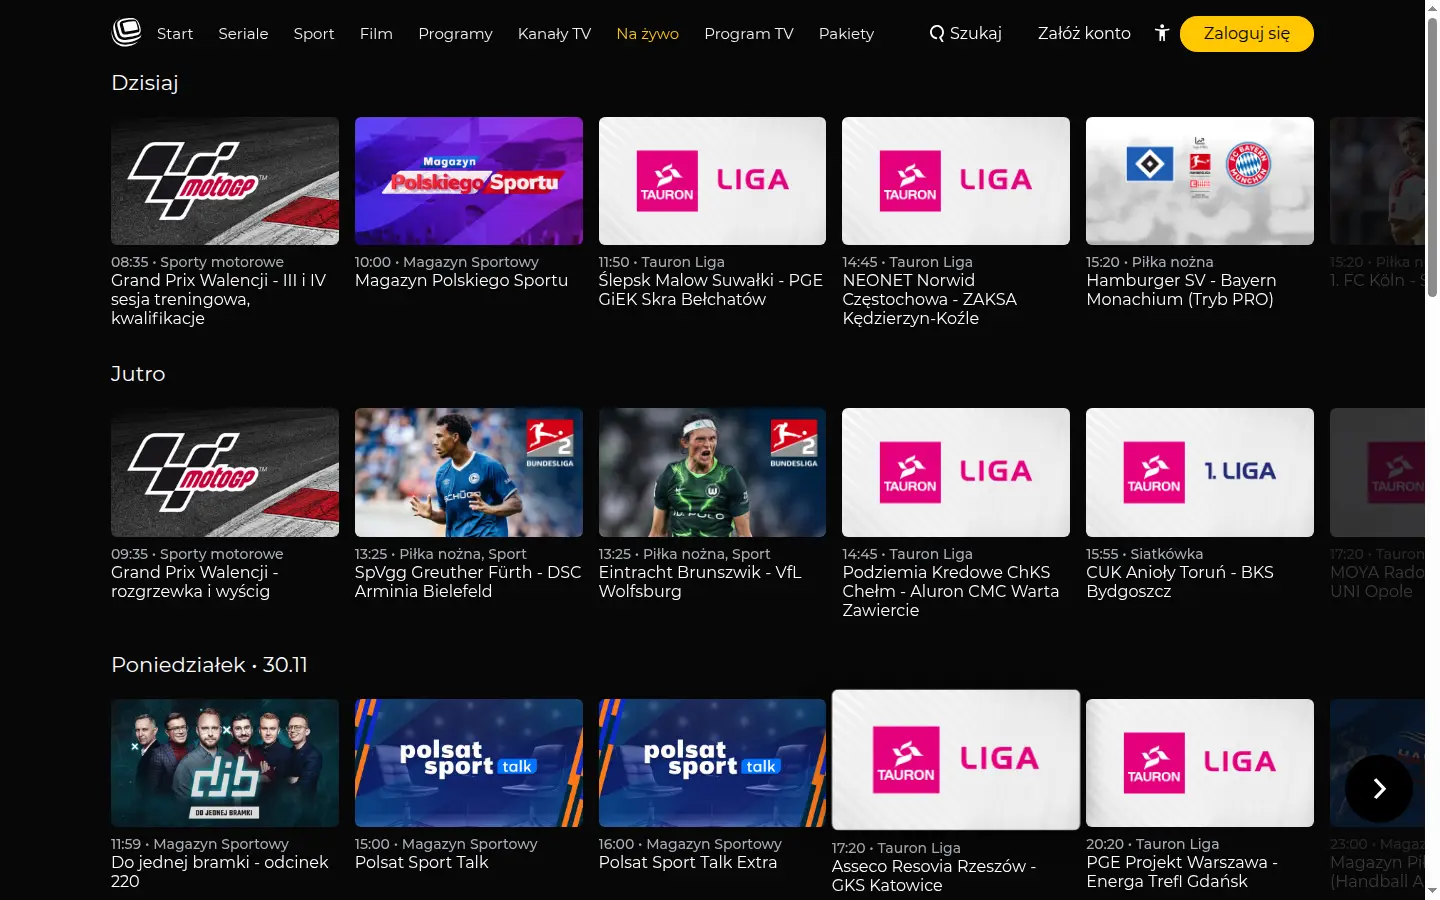 Start Seriale Sport Film Programy Kanały TV Na żywo Program TV Pakiety Szukaj Załóż konto Zaloguj się
Dzisiaj
motoGP™
08:35 • Sporty motorowe
Grand Prix Walencji - III i IV
sesja treningowa,
kwalifikacje
Magazyn
Polskiego Sportu
10:00 • Magazyn Sportowy
Magazyn Polskiego Sportu
TAURON LIGA
11:50 • Tauron Liga
Ślepsk Malow Suwałki - PGE
GiEK Skra Bełchatów
TAURON LIGA
14:45 • Tauron Liga
NEONET Norwid
Częstochowa - ZAKSA
Kędzierzyn-Koźle
FC BAYERN
MÜNCHEN
15:20 • Piłka nożna
Hamburger SV - Bayern
Monachium (Tryb PRO)
15:20 • Piłka n
1. FC Köln - S
Jutro
motoGP™
09:35 • Sporty motorowe
Grand Prix Walencji -
rozgrzewka i wyścig
2
BUNDESLIGA
SCHÜCO
13:25 • Piłka nożna, Sport
SpVgg Greuther Fürth - DSC
Arminia Bielefeld
2
BUNDESLIGA
13:25 • Piłka nożna, Sport
Eintracht Brunszwik - VfL
Wolfsburg
TAURON LIGA
14:45 • Tauron Liga
Podziemia Kredowe ChKS
Chełm - Aluron CMC Warta
Zawiercie
TAURON 1. LIGA
15:55 • Siatkówka
CUK Anioły Toruń - BKS
Bydgoszcz
TAURON
17:20 • Tauron
MOYA Rado
UNI Opole
Poniedziałek • 30.11
djb
DO JEDNEJ BRAMKI
11:59 • Magazyn Sportowy
Do jednej bramki - odcinek
220
polsat
sport talk
15:00 • Magazyn Sportowy
Polsat Sport Talk
polsat
sport talk
16:00 • Magazyn Sportowy
Polsat Sport Talk Extra
TAURON LIGA
17:20 • Tauron Liga
Asseco Resovia Rzeszów -
GKS Katowice
TAURON LIGA
20:20 • Tauron Liga
PGE Projekt Warszawa -
Energa Trefl Gdańsk
23:00 • Magaz
Magazyn Pił
(Handball A